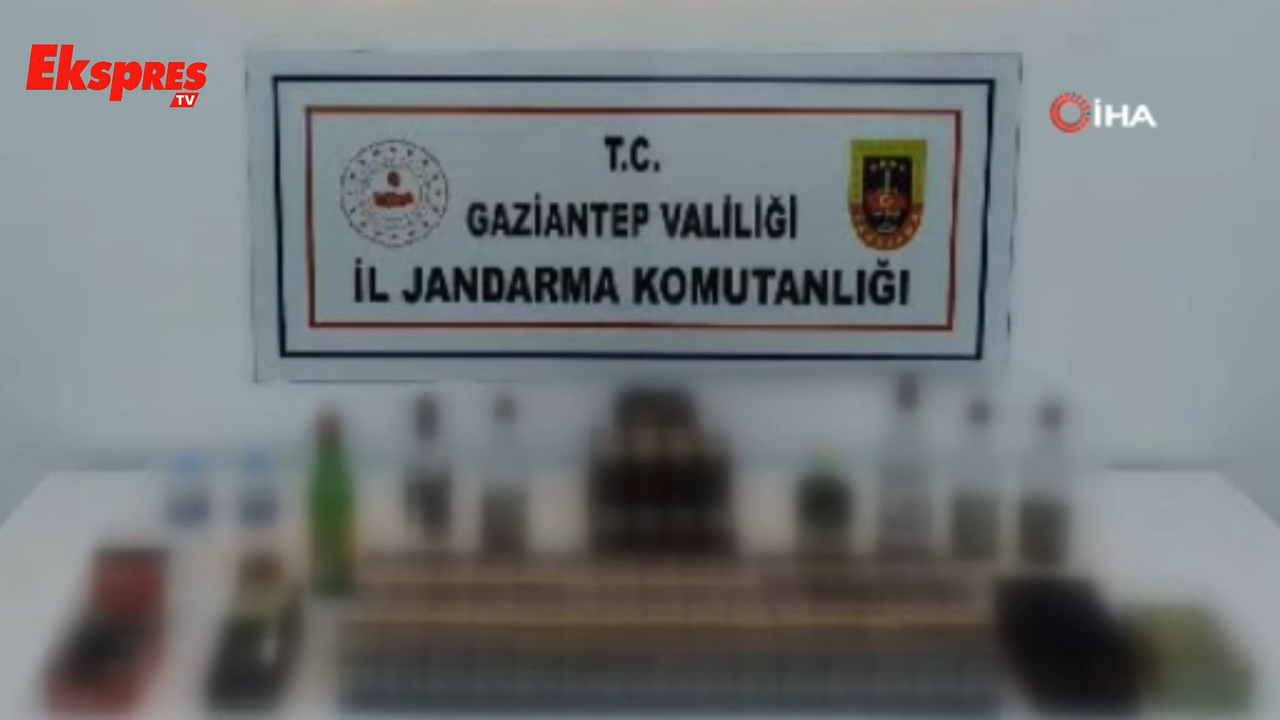 Ekspres
TV
İHA
T.C.
GAZİANTEP VALİLİĞİ
İL JANDARMA KOMUTANLIĞI